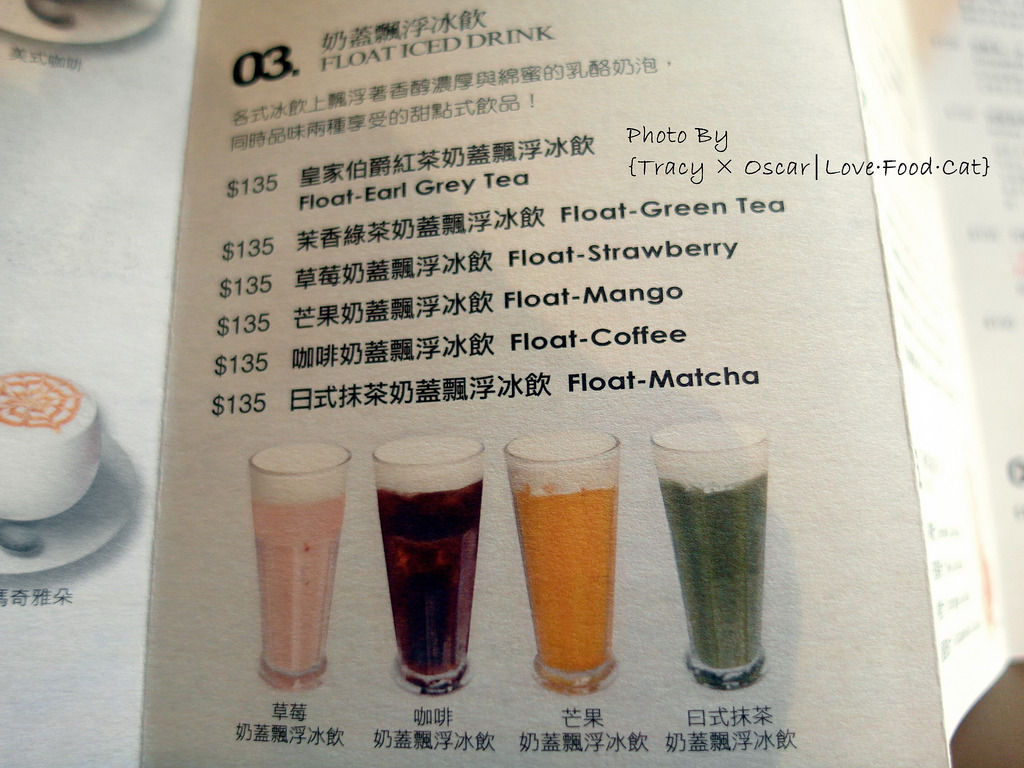 美式咖啡
03.
奶蓋飄浮冰飲
FLOAT ICED DRINK
各式冰飲上飄浮著香醇濃厚與綿蜜的乳酪奶泡，
同時品味兩種享受的甜點式飲品！
Photo By
{Tracy × Oscar|Love·Food·Cat}
$135 皇家伯爵紅茶奶蓋飄浮冰飲
Float-Earl Grey Tea
$135 茉香綠茶奶蓋飄浮冰飲 Float-Green Tea
$135 草莓奶蓋飄浮冰飲 Float-Strawberry
$135 芒果奶蓋飄浮冰飲 Float-Mango
$135 咖啡奶蓋飄浮冰飲 Float-Coffee
$135 日式抹茶奶蓋飄浮冰飲 Float-Matcha
瑪奇雅朵
草莓
奶蓋飄浮冰飲
咖啡
奶蓋飄浮冰飲
芒果
奶蓋飄浮冰飲
日式抹茶
奶蓋飄浮冰飲